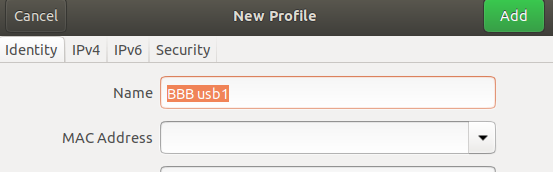 Cancel New Profile Add
Identity IPv4 IPv6 Security
Name BBB usb1
MAC Address